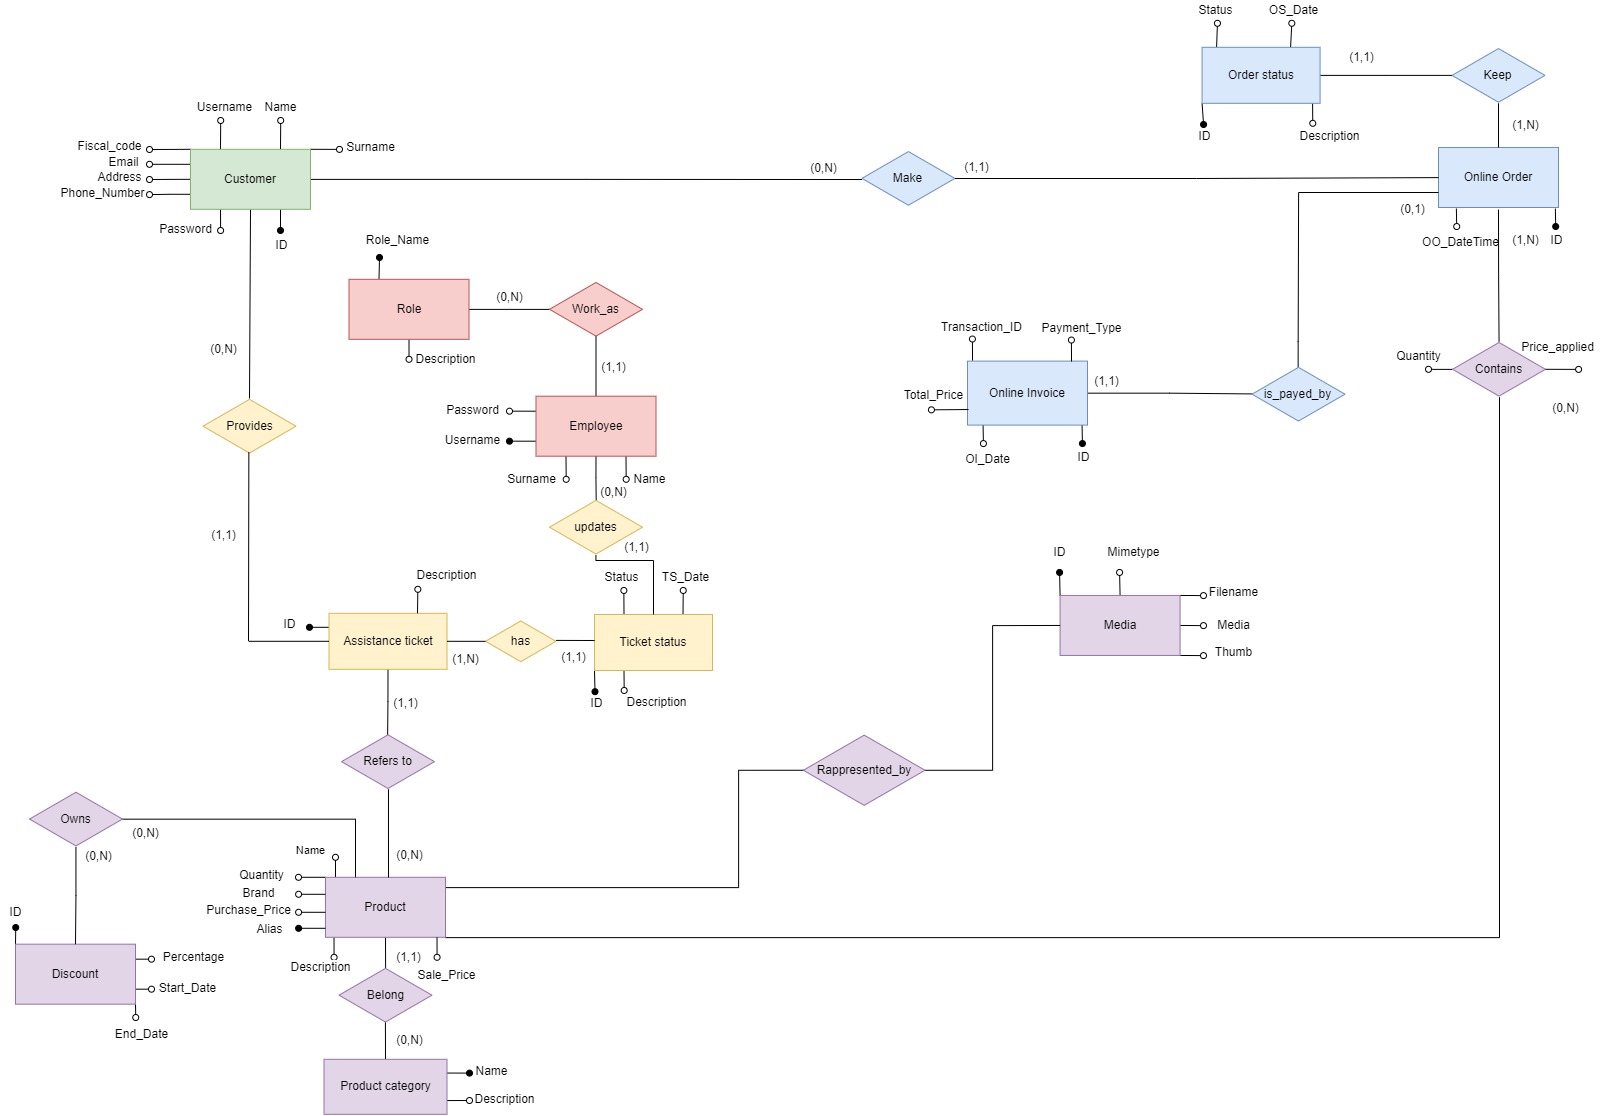 Status
OS_Date
Order status
(1,1)
Keep
ID
Description
(1,N)
Username
Name
Fiscal_code
Surname
Email
Address
Phone_Number
Customer
Password
ID
(0,N)
Make
(1,1)
Online Order
(0,1)
OO_DateTime
(1,N)
ID
Role_Name
Role
(0,N)
Work_as
Description
(1,1)
(0,N)
Provides
(1,1)
Password
Username
Employee
Surname
Name
(0,N)
updates
(1,1)
Transaction_ID
Payment_Type
Total_Price
Online Invoice
(1,1)
is_payed_by
OI_Date
ID
Quantity
Contains
Price_applied
(0,N)
Description
ID
Assistance ticket
(1,N)
has
(1,1)
Status
TS_Date
Ticket status
ID
Description
(1,1)
Refers to
(0,N)
ID
Mimetype
Filename
Media
Media
Thumb
Rappresented_by
Owns
(0,N)
(0,N)
ID
Discount
Percentage
Start_Date
End_Date
Name
Quantity
Brand
Purchase_Price
Alias
Product
Description
(1,1)
Sale_Price
Belong
(0,N)
Product category
Name
Description